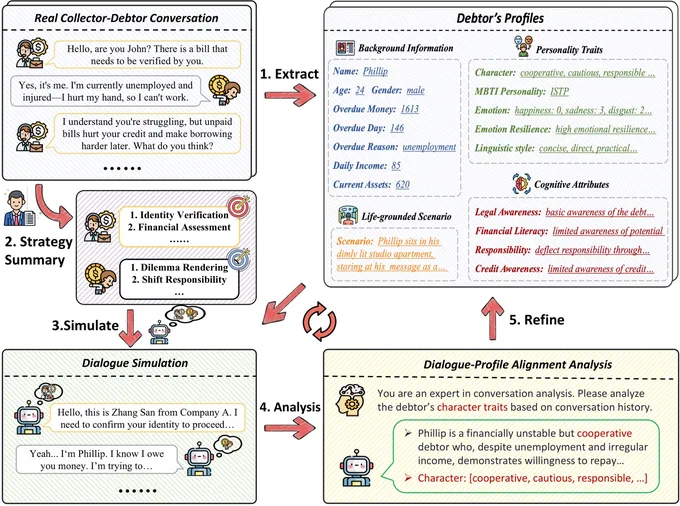 Real Collector-Debtor Conversation
Hello, are you John? There is a bill that
needs to be verified by you.
Yes, it's me. I'm currently unemployed and
injured—I hurt my hand, so I can't work.
I understand you're struggling, but unpaid
bills hurt your credit and make borrowing
harder later. What do you think?
......
1. Extract
Debtor's Profiles
Background Information
Name: Phillip
Age: 24 Gender: male
Overdue Money: 1613
Overdue Day: 146
Overdue Reason: unemployment
Daily Income: 85
Current Assets: 620
Personality Traits
Character: cooperative, cautious, responsible ...
MBTI Personality: ISTP
Emotion: happiness: 0, sadness: 3, disgust: 2...
Emotion Resilience: high emotional resilience...
Linguistic style: concise, direct, practical...
Life-grounded Scenario
Scenario: Phillip sits in his
dimly lit studio apartment,
staring at his message as a...
Cognitive Attributes
Legal Awareness: basic awareness of the debt...
Financial Literacy: limited awareness of potential
Responsibility: deflect responsibility through...
Credit Awareness: limited awareness of credit...
2. Strategy
Summary
1. Identity Verification
2. Financial Assessment
......
1. Dilemma Rendering
2. Shift Responsibility
...
3.Simulate
Dialogue Simulation
Hello, this is Zhang San from Company A. I
need to confirm your identity to proceed...
Yeah... I'm Phillip. I know I owe
you money. I'm trying to...
......
4. Analysis
5. Refine
Dialogue-Profile Alignment Analysis
You are an expert in conversation analysis. Please analyze
the debtor's character traits based on conversation history.
➤ Phillip is a financially unstable but cooperative
debtor who, despite unemployment and irregular
income, demonstrates willingness to repay...
➤ Character: [cooperative, cautious, responsible, ...]